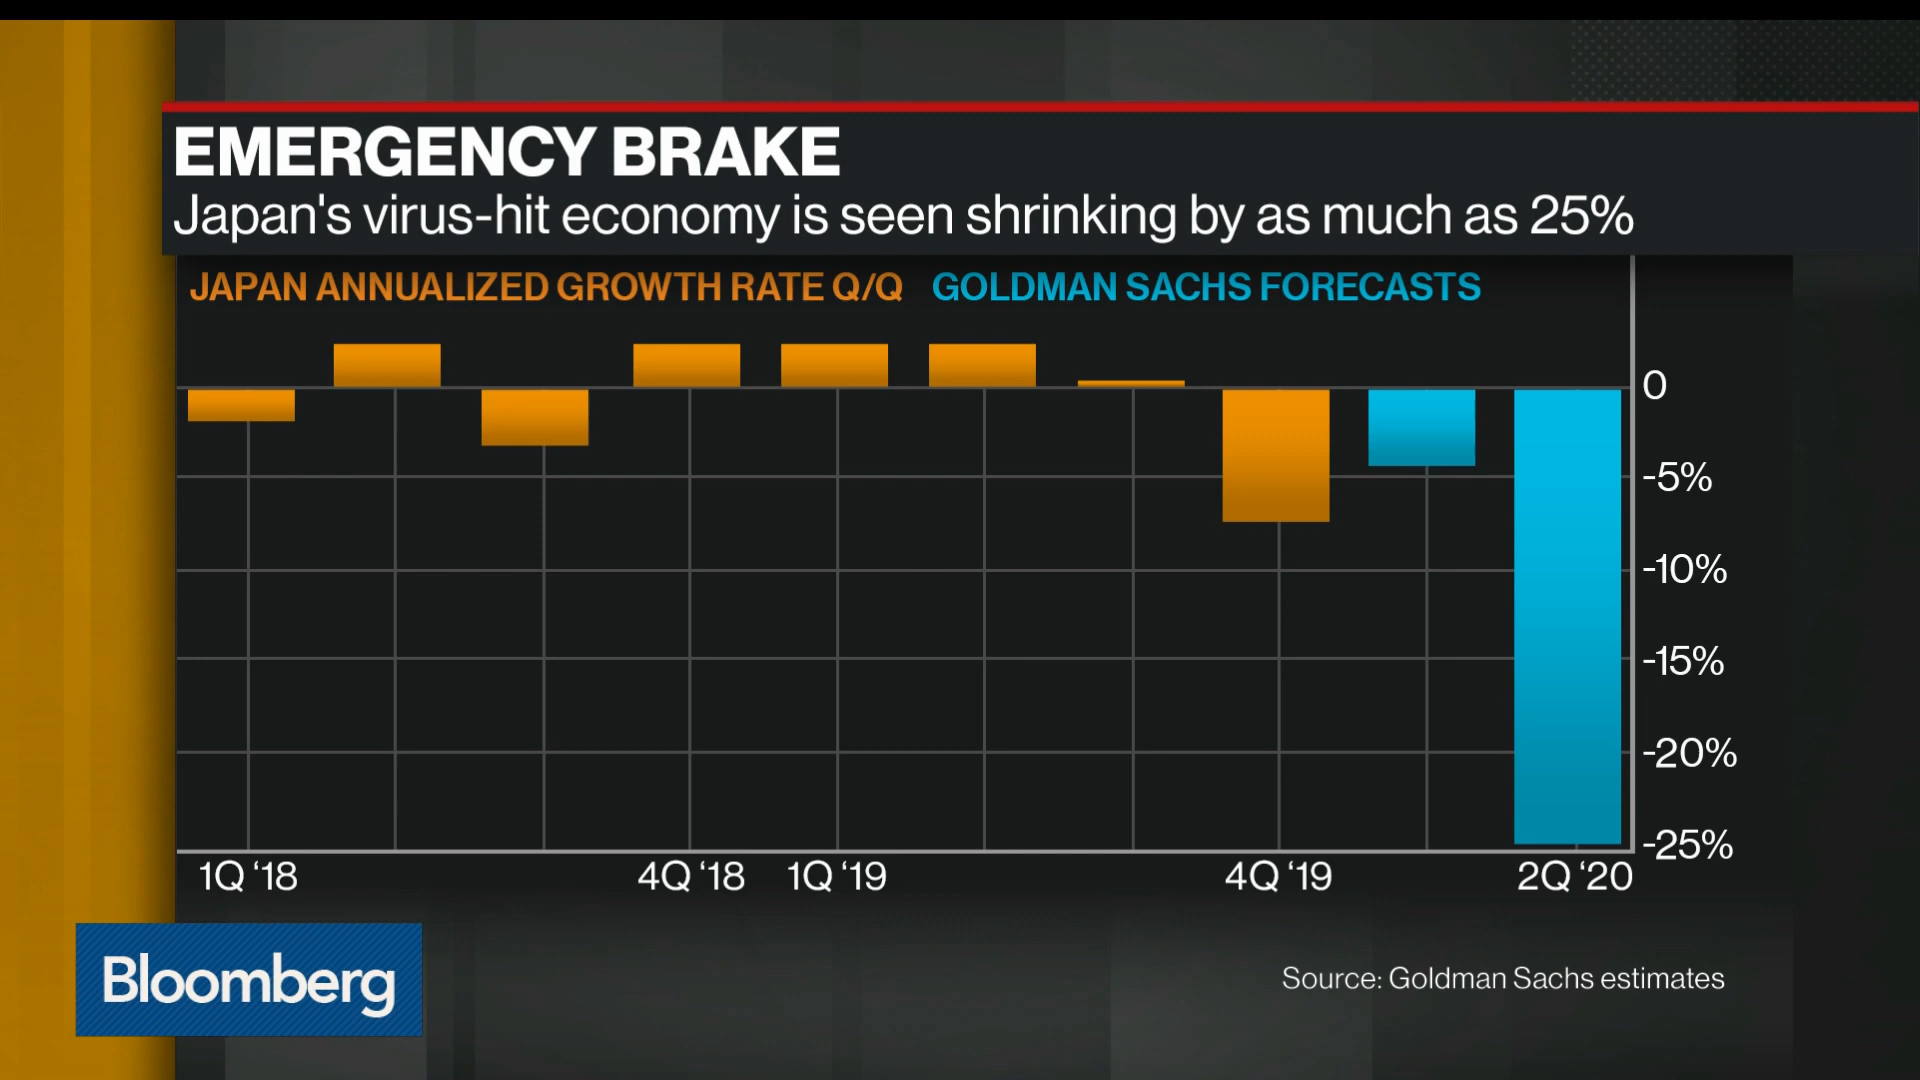 EMERGENCY BRAKE
Japan's virus-hit economy is seen shrinking by as much as 25%
JAPAN ANNUALIZED GROWTH RATE Q/Q GOLDMAN SACHS FORECASTS
0
-5%
-10%
-15%
-20%
-25%
1Q ‘18 4Q ‘18 1Q ‘19 4Q ‘19 2Q ‘20
Bloomberg
Source: Goldman Sachs estimates